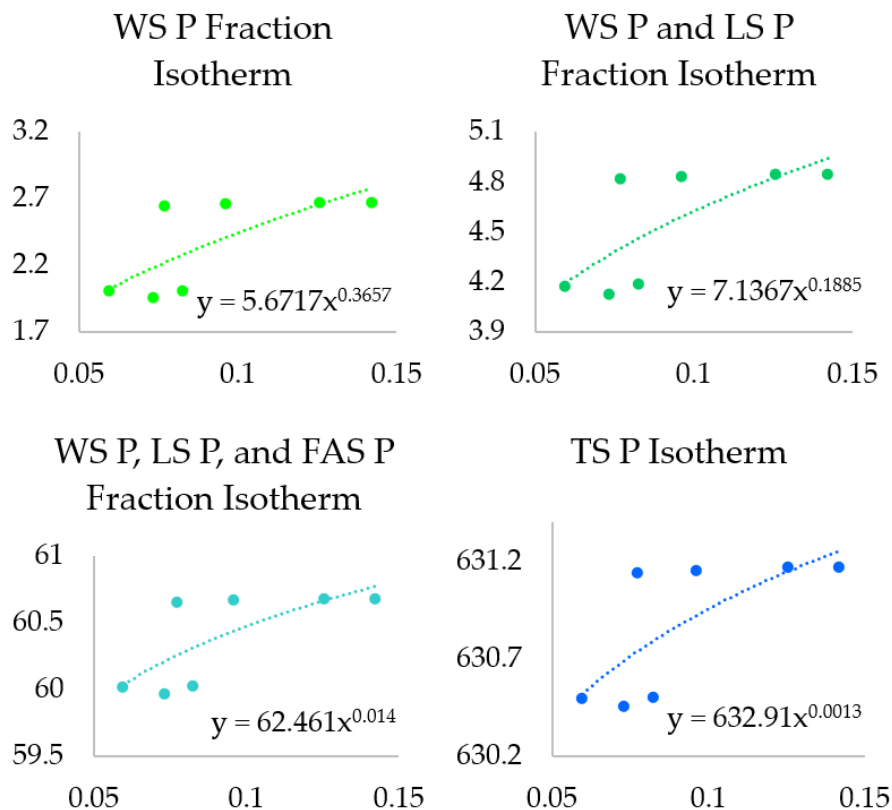 WS P Fraction
Isotherm
3.2
2.7
2.2
1.7
y = 5.6717x^0.3657
0.05 0.1 0.15
WS P and LS P
Fraction Isotherm
5.1
4.8
4.5
4.2
3.9
y = 7.1367x^0.1885
0.05 0.1 0.15
WS P, LS P, and FAS P
Fraction Isotherm
61
60.5
60
59.5
y = 62.461x^0.014
0.05 0.1 0.15
TS P Isotherm
631.2
630.7
630.2
y = 632.91x^0.0013
0.05 0.1 0.15